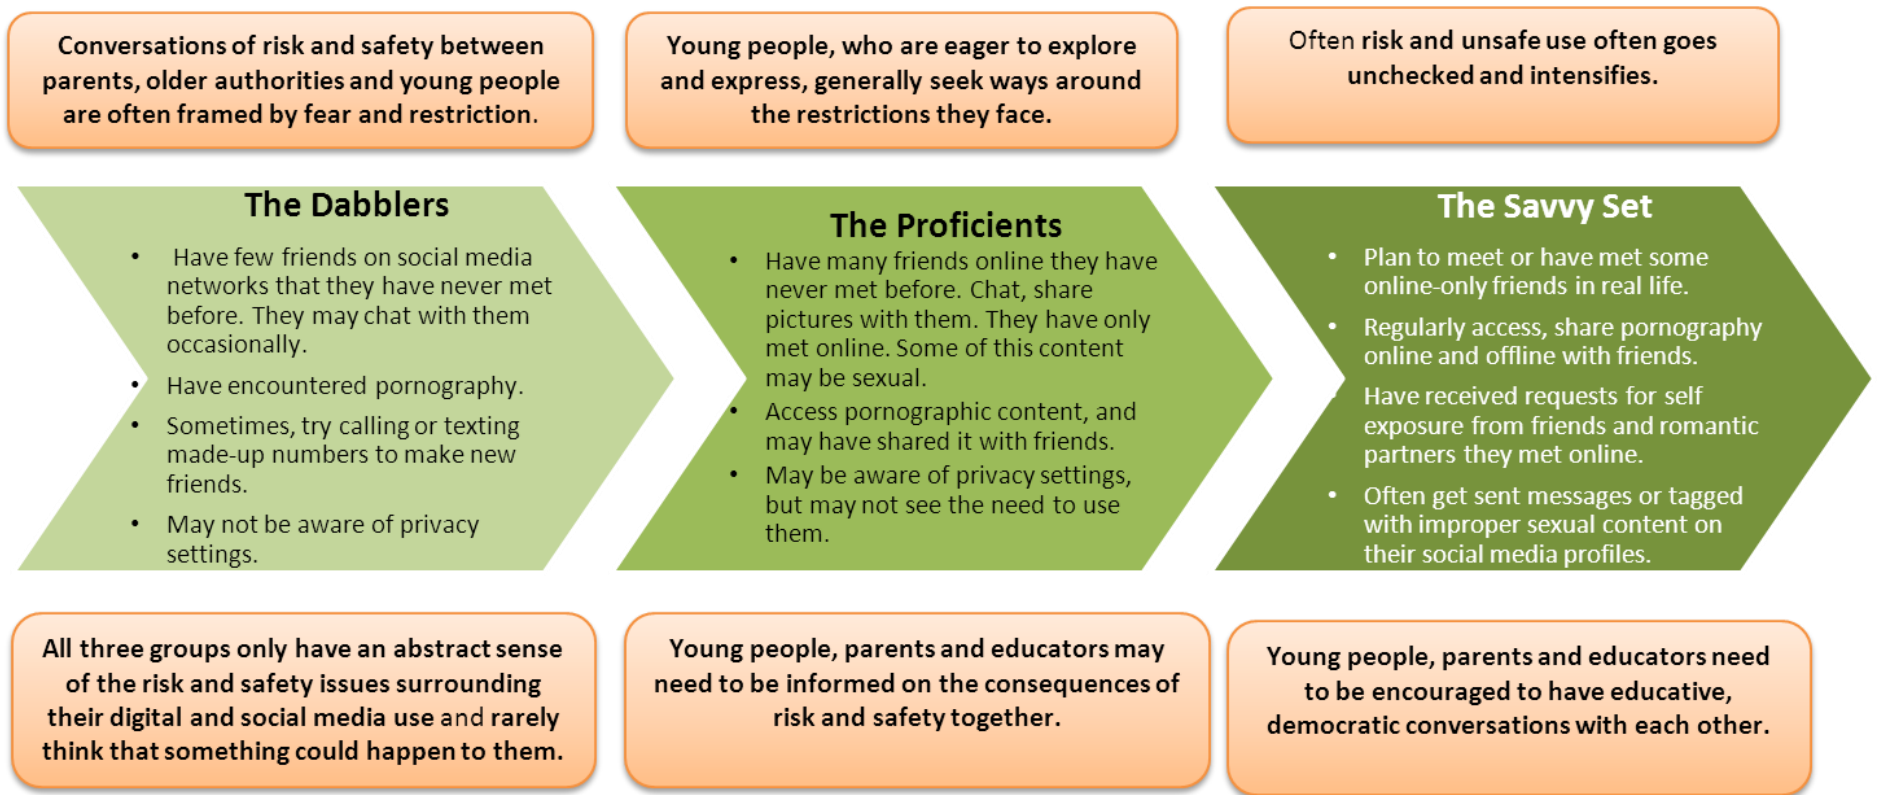 Conversations of risk and safety between
parents, older authorities and young people
are often framed by fear and restriction.
Young people, who are eager to explore
and express, generally seek ways around
the restrictions they face.
Often risk and unsafe use often goes
unchecked and intensifies.
The Dabblers
• Have few friends on social media
networks that they have never met
before. They may chat with them
occasionally.
• Have encountered pornography.
• Sometimes, try calling or texting
made-up numbers to make new
friends.
• May not be aware of privacy
settings.
The Proficients
• Have many friends online they have
never met before. Chat, share
pictures with them. They have only
met online. Some of this content
may be sexual.
• Access pornographic content, and
may have shared it with friends.
• May be aware of privacy settings,
but may not see the need to use
them.
The Savvy Set
• Plan to meet or have met some
online-only friends in real life.
• Regularly access, share pornography
online and offline with friends.
• Have received requests for self
exposure from friends and romantic
partners they met online.
• Often get sent messages or tagged
with improper sexual content on
their social media profiles.
All three groups only have an abstract sense
of the risk and safety issues surrounding
their digital and social media use and rarely
think that something could happen to them.
Young people, parents and educators may
need to be informed on the consequences of
risk and safety together.
Young people, parents and educators need
to be encouraged to have educative,
democratic conversations with each other.